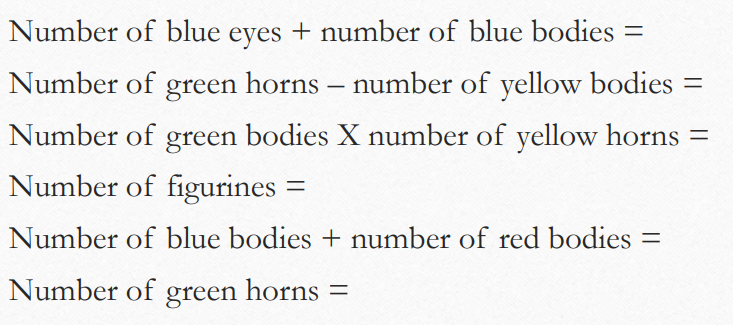 Number of blue eyes + number of blue bodies =
Number of green horns – number of yellow bodies =
Number of green bodies X number of yellow horns =
Number of figurines =
Number of blue bodies + number of red bodies =
Number of green horns =